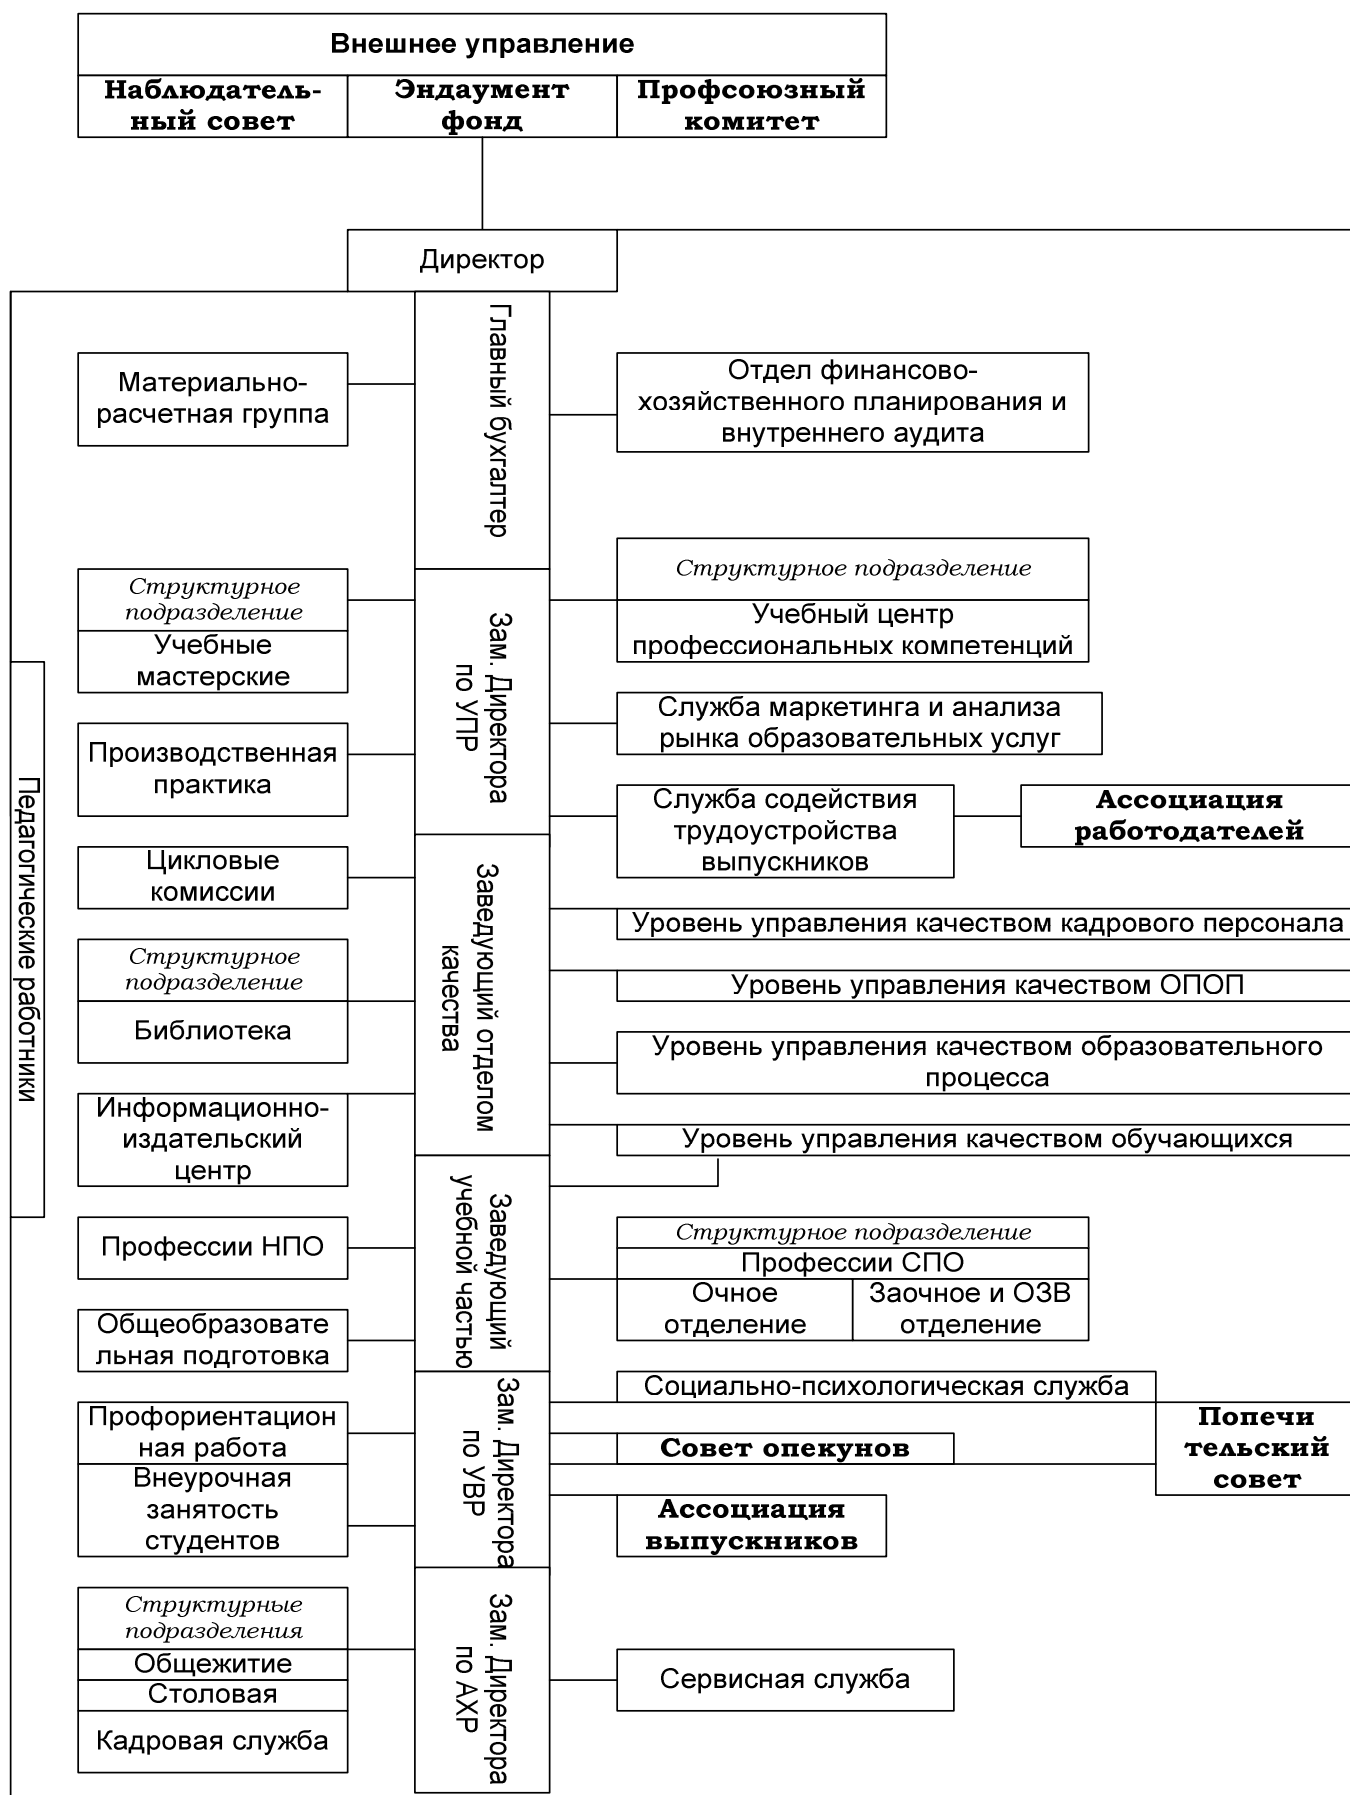 Внешнее управление
Наблюдатель-
ный совет
Эндаумент
фонд
Профсоюзный
комитет
Директор
Главный бухгалтер
Материально-
расчетная группа
Отдел финансово-
хозяйственного планирования и
внутреннего аудита
Структурное
подразделение
Учебные
мастерские
Зам. Директора
по УПР
Структурное подразделение
Учебный центр
профессиональных компетенций
Служба маркетинга и анализа
рынка образовательных услуг
Производственная
практика
Служба содействия
трудоустройства
выпускников
Ассоциация
работодателей
Педагогические работники
Цикловые
комиссии
Заведующий отделом
качества
Уровень управления качеством кадрового персонала
Структурное
подразделение
Библиотека
Уровень управления качеством ОПОП
Уровень управления качеством образовательного
процесса
Информационно-
издательский
центр
Уровень управления качеством обучающихся
Заведующий
учебной частью
Профессии НПО
Структурное подразделение
Профессии СПО
Очное
отделение
Заочное и ОЗВ
отделение
Общеобразовате
льная подготовка
Зам. Директора
по УВР
Социально-психологическая служба
Профориентацион
ная работа
Совет опекунов
Попечи
тельский
совет
Внеурочная
занятость
студентов
Ассоциация
выпускников
Структурные
подразделения
Общежитие
Столовая
Кадровая служба
Зам. Директора
по АХР
Сервисная служба